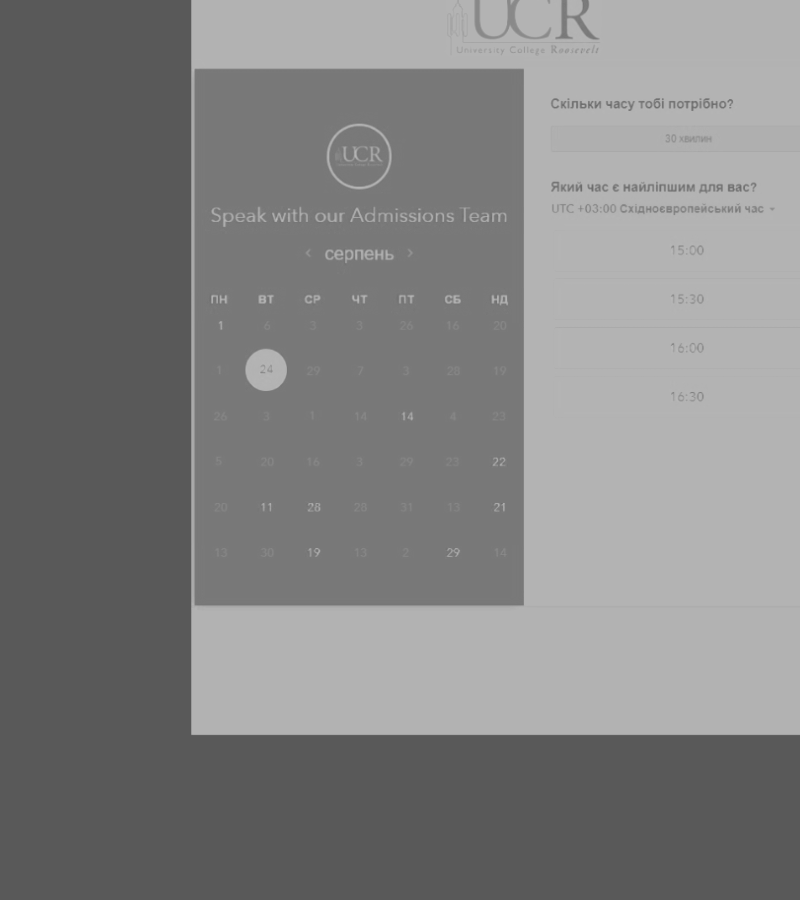 UCR
University College Roosevelt
UCR
Speak with our Admissions Team
серпень
ПН ВТ СР ЧТ ПТ СБ НД
1 6 3 3 26 16 20
1 24 29 7 3 28 19
26 3 1 14 14 4 23
5 20 16 3 29 23 22
20 11 28 28 31 13 21
13 30 19 13 2 29 14
Скільки часу тобі потрібно?
30 хвилин
Який час є найліпшим для вас?
UTC +03:00 Східноєвропейський час
15:00
15:30
16:00
16:30